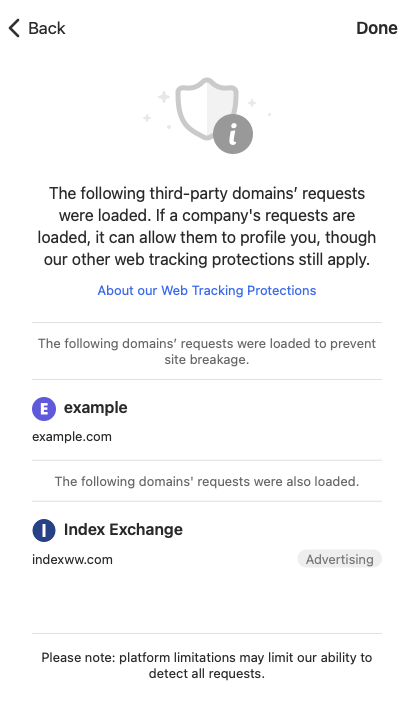 Back
Done
i
The following third-party domains’ requests
were loaded. If a company's requests are
loaded, it can allow them to profile you, though
our other web tracking protections still apply.
About our Web Tracking Protections
The following domains’ requests were loaded to prevent
site breakage.
E example
example.com
The following domains' requests were also loaded.
I Index Exchange
indexww.com
Advertising
Please note: platform limitations may limit our ability to
detect all requests.